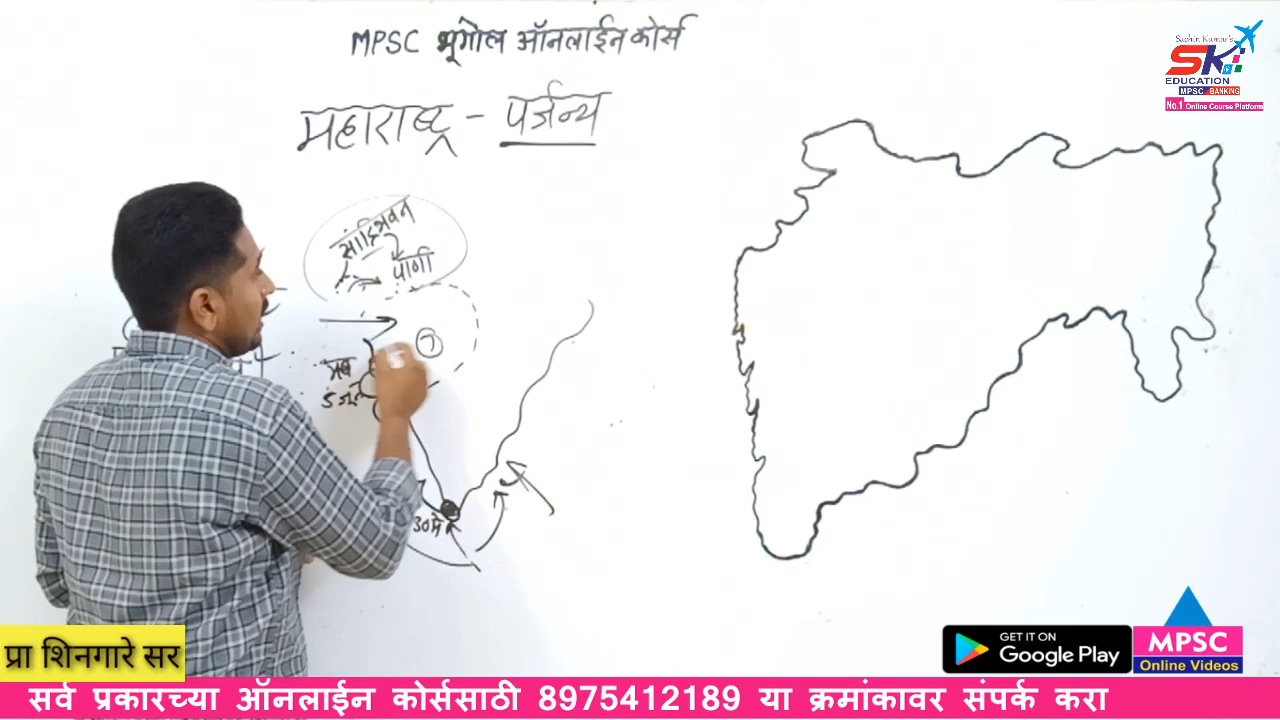 MPSC भूगोल ऑनलाईन कोर्स
Sachin Kumar's
SK
EDUCATION
MPSC BANKING
No.1 Online Course Platform
महाराष्ट्र - पर्जन्य
पाणी
7
30 मे
GET IT ON
Google Play
MPSC
Online Videos
प्रा शिनगारे सर
सर्व प्रकारच्या ऑनलाईन कोर्ससाठी 8975412189 या क्रमांकावर संपर्क करा